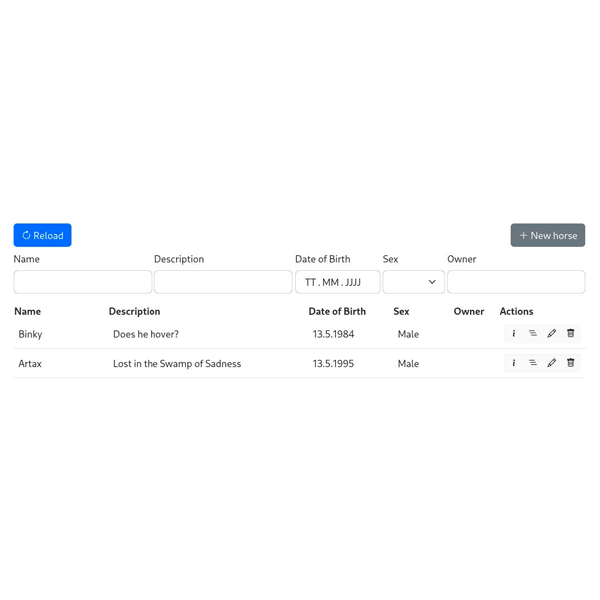 Reload
+ New horse
Name Description Date of Birth Sex Owner
TT.MM.JJJJ
Name Description Date of Birth Sex Owner Actions
Binky Does he hover? 13.5.1984 Male
Artax Lost in the Swamp of Sadness 13.5.1995 Male